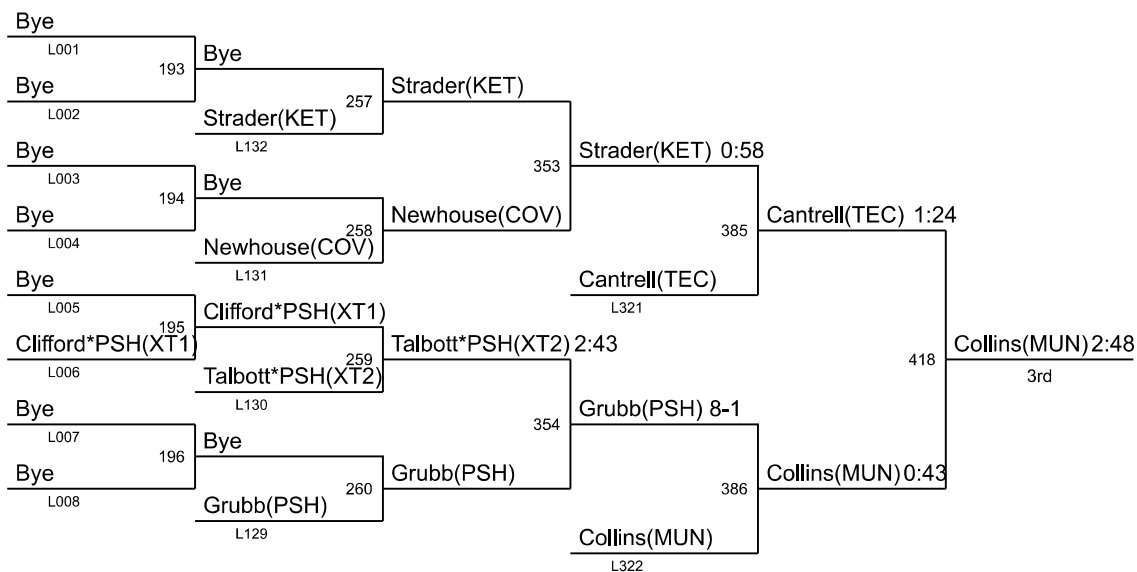 Bye
L001
193
Bye
L002
Bye
257
Strader(KET)
L132
Strader(KET)
Bye
L003
194
Bye
L004
Bye
258
Newhouse(COV)
L131
Newhouse(COV)
353
Strader(KET) 0:58
385
Cantrell(TEC)
L321
Cantrell(TEC) 1:24
Bye
L005
195
Clifford*PSH(XT1)
L006
Clifford*PSH(XT1)
259
Talbott*PSH(XT2)
L130
Talbott*PSH(XT2) 2:43
Bye
L007
196
Bye
L008
Bye
260
Grubb(PSH)
L129
Grubb(PSH)
354
Grubb(PSH) 8-1
386
Collins(MUN)
L322
Collins(MUN) 0:43
418
Collins(MUN) 2:48
3rd